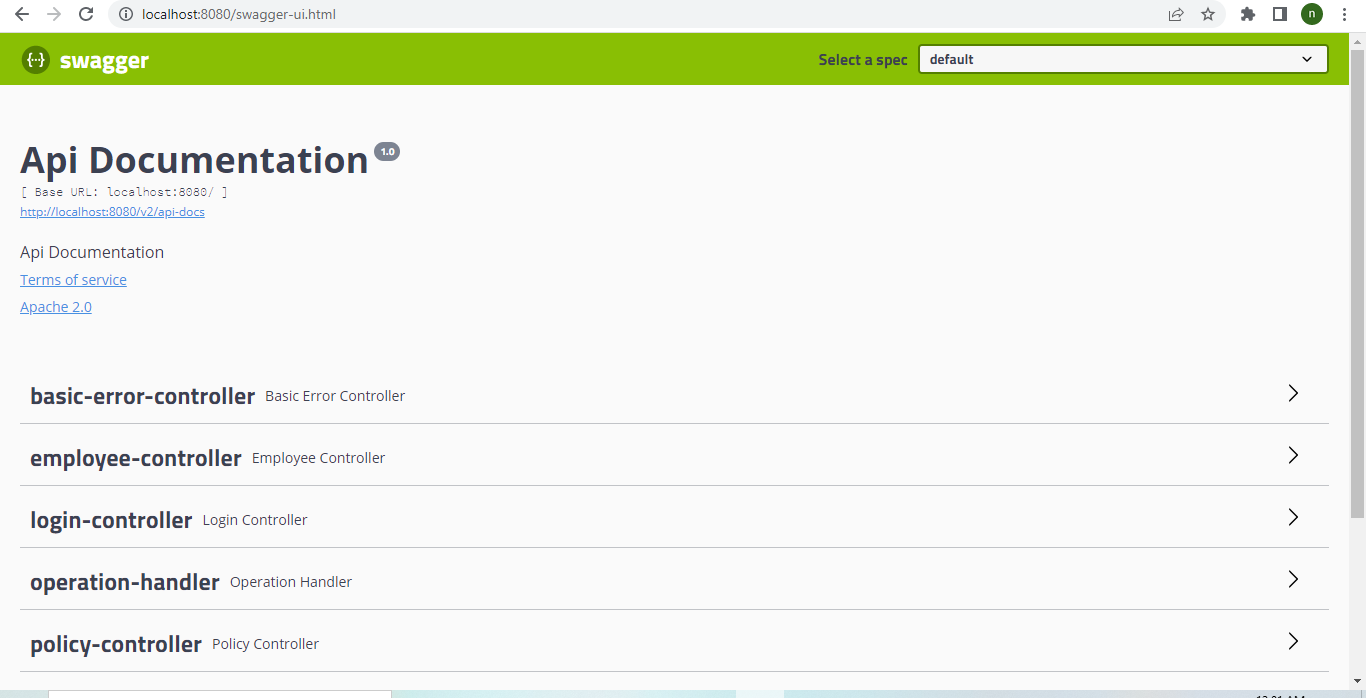 localhost:8080/swagger-ui.html
n
{··} swagger
Select a spec default
Api Documentation 1.0
[ Base URL: localhost:8080/ ]
http://localhost:8080/v2/api-docs
Api Documentation
Terms of service
Apache 2.0
basic-error-controller Basic Error Controller
employee-controller Employee Controller
login-controller Login Controller
operation-handler Operation Handler
policy-controller Policy Controller